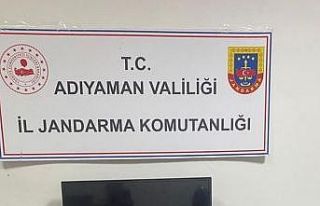 T.C.
ADIYAMAN VALİLİĞİ
İL JANDARMA KOMUTANLIĞI